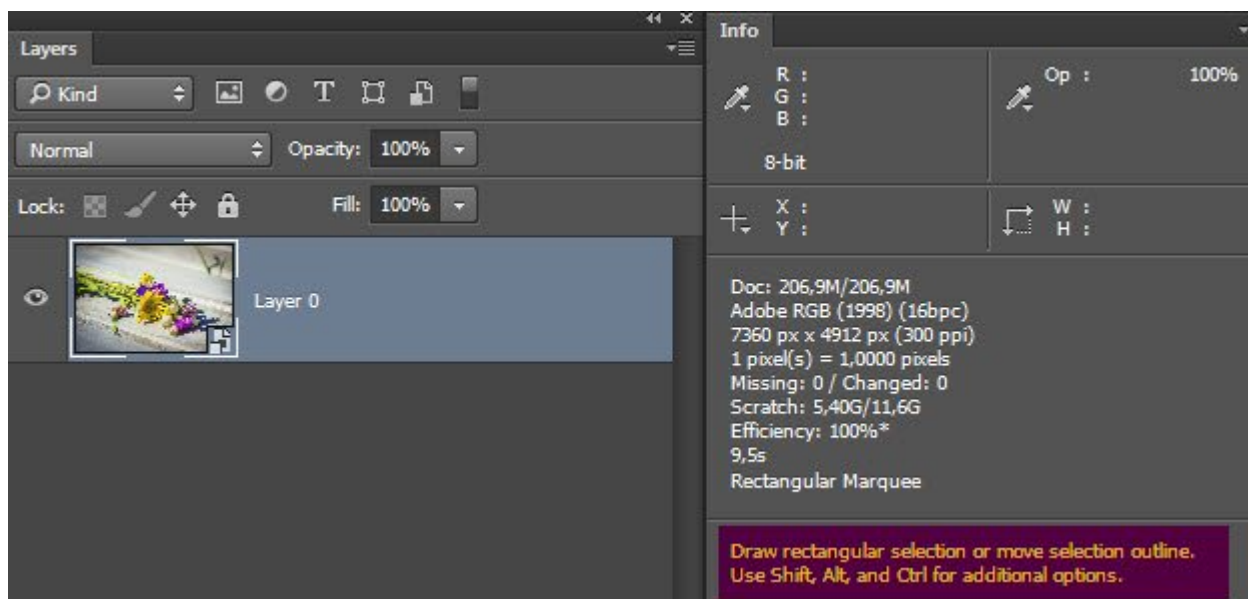 Layers
Kind
T
Normal
Opacity: 100%
Lock:
Fill: 100%
Layer 0
Info
R :
G :
B :
8-bit
Op : 100%
X :
Y :
W :
H :
Doc: 206,9M/206,9M
Adobe RGB (1998) (16bpc)
7360 px x 4912 px (300 ppi)
1 pixel(s) = 1,0000 pixels
Missing: 0 / Changed: 0
Scratch: 5,40G/11,6G
Efficiency: 100%*
9,5s
Rectangular Marquee
Draw rectangular selection or move selection outline.
Use Shift, Alt, and Ctrl for additional options.